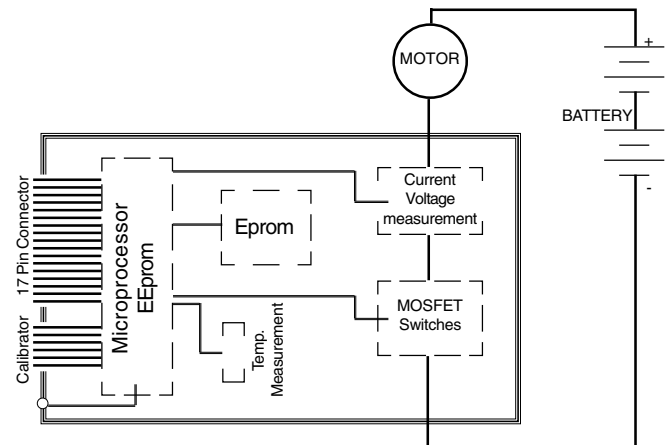 MOTOR
+
BATTERY
-
Current
Voltage
measurement
17 Pin Connector
Microprocessor
EEprom
Eprom
MOSFET
Switches
Calibrator
Temp.
Measurement